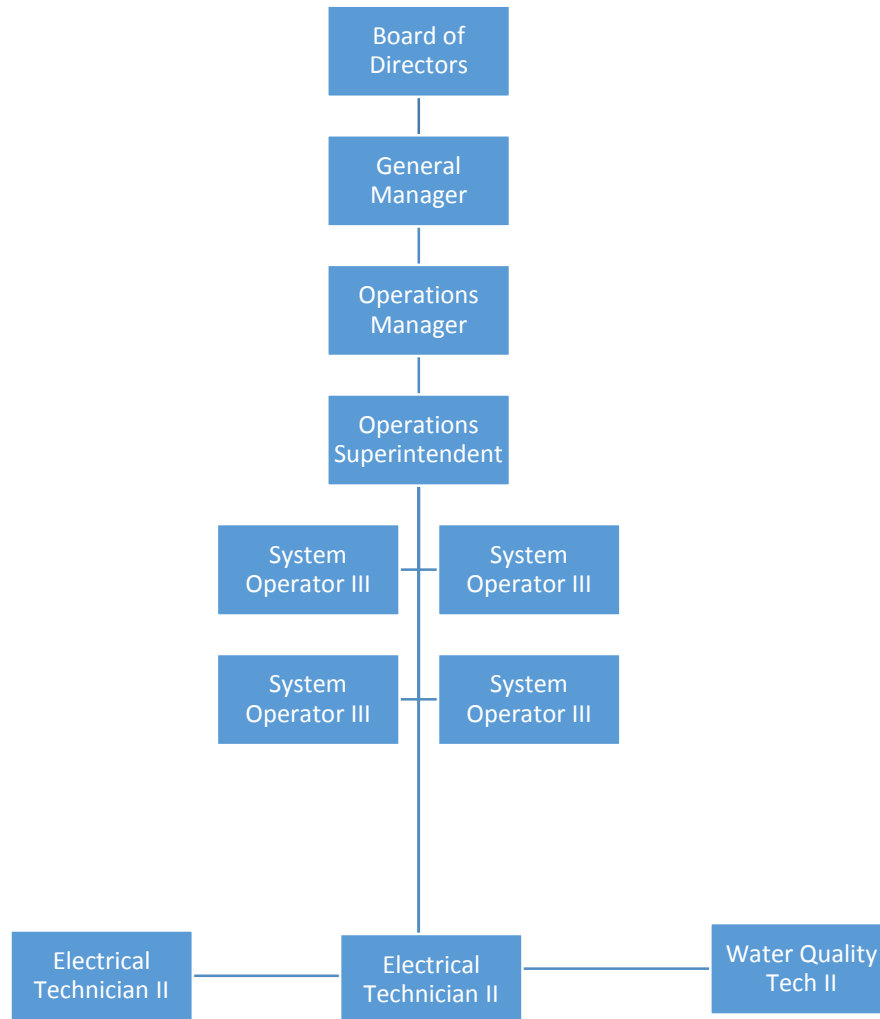 Board of
Directors
General
Manager
Operations
Manager
Operations
Superintendent
System
Operator III
System
Operator III
System
Operator III
System
Operator III
Electrical
Technician II
Electrical
Technician II
Water Quality
Tech II